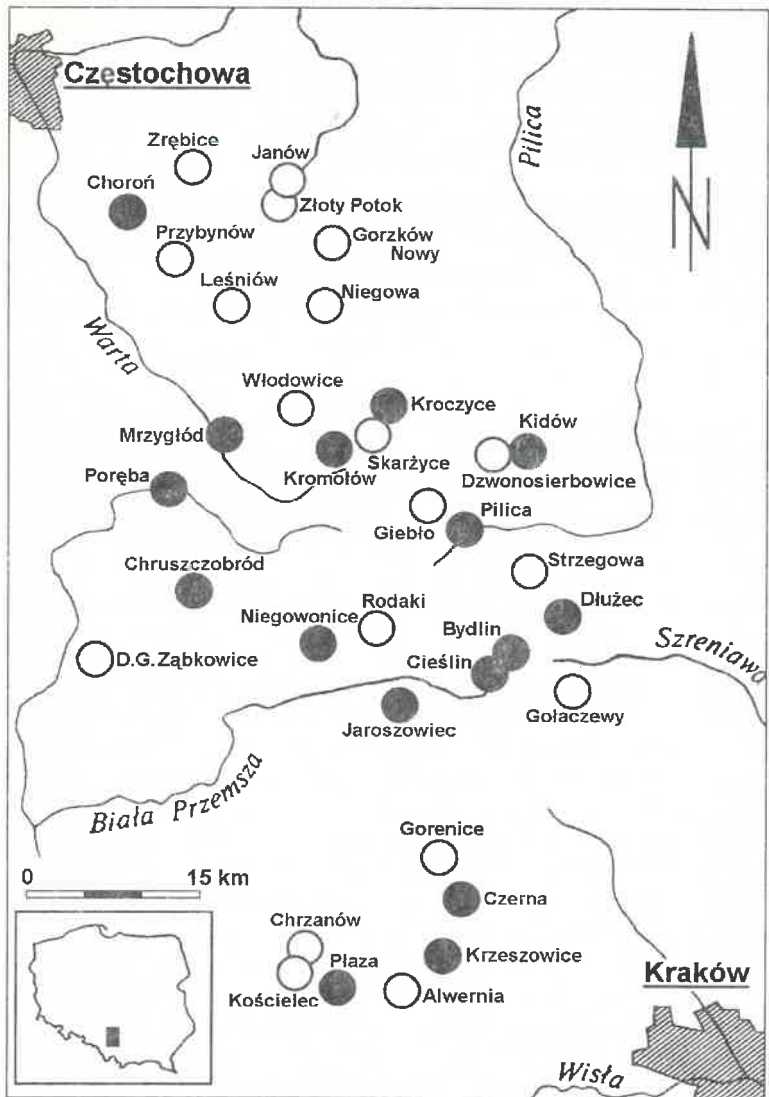 Częstochowa
Pilica
Zrębice
Janów
Choroń
Złoty Potok
N
Przybynów
Gorzków
Nowy
Leśniów
Niegowa
Warta
Włodowice
Kroczyce
Mrzygłód
Kidów
Skarżyce
Kromołów
Dzwonosierbowice
Poręba
Giebło
Pilica
Strzegowa
Chruszczobród
Rodaki
Dłużec
Niegowonice
Bydlin
Szreniawa
D.G.Ząbkowice
Cieślin
Gołaczewy
Jaroszowiec
Biała Przemsza
Gorenice
0 15 km
Czerna
Chrzanów
Płaza
Krzeszowice
Kraków
Kościelec
Alwernia
Wisła